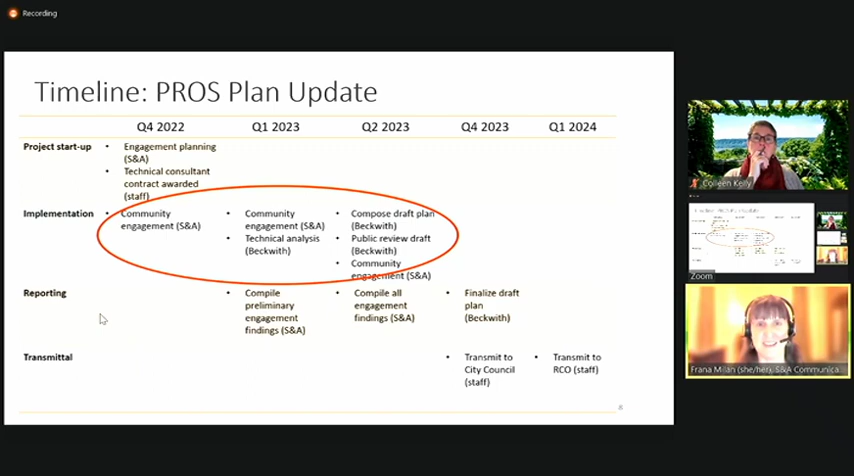 Recording
Timeline: PROS Plan Update
Q4 2022
Q1 2023
Q2 2023
Q4 2023
Q1 2024
Project start-up
• Engagement planning
(S&A)
• Technical consultant
contract awarded
(staff)
Implementation
• Community
engagement (S&A)
• Community
engagement (S&A)
• Technical analysis
(Beckwith)
• Compose draft plan
(Beckwith)
• Public review draft
(Beckwith)
• Community
engagement (S&A)
Reporting
• Compile
preliminary
engagement
findings (S&A)
• Compile all
engagement
findings (S&A)
• Finalize draft
plan
(Beckwith)
Transmittal
• Transmit to
City Council
(staff)
• Transmit to
RCO (staff)
8
Colleen Kelly
Zoom
Frana Milan (she/her), S&A Communica